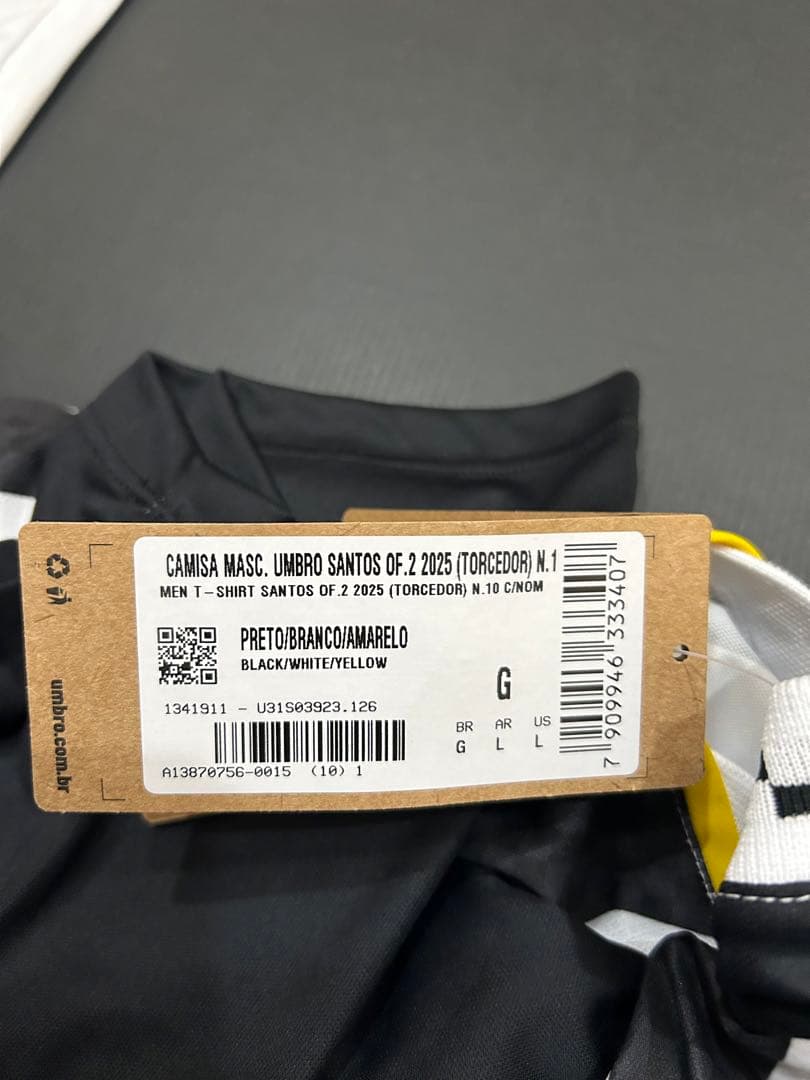 CAMISA MASC. UMBRO SANTOS OF.2 2025 (TORCEDOR) N.1
MEN T-SHIRT SANTOS OF.2 2025 (TORCEDOR) N.10 C/NOM
PRETO/BRANCO/AMARELO
BLACK/WHITE/YELLOW
G
1341911 - U31S03923.126
BR AR US
G L L
A13870756-0015 (10) 1
7 909946 333407
umbro.com.br